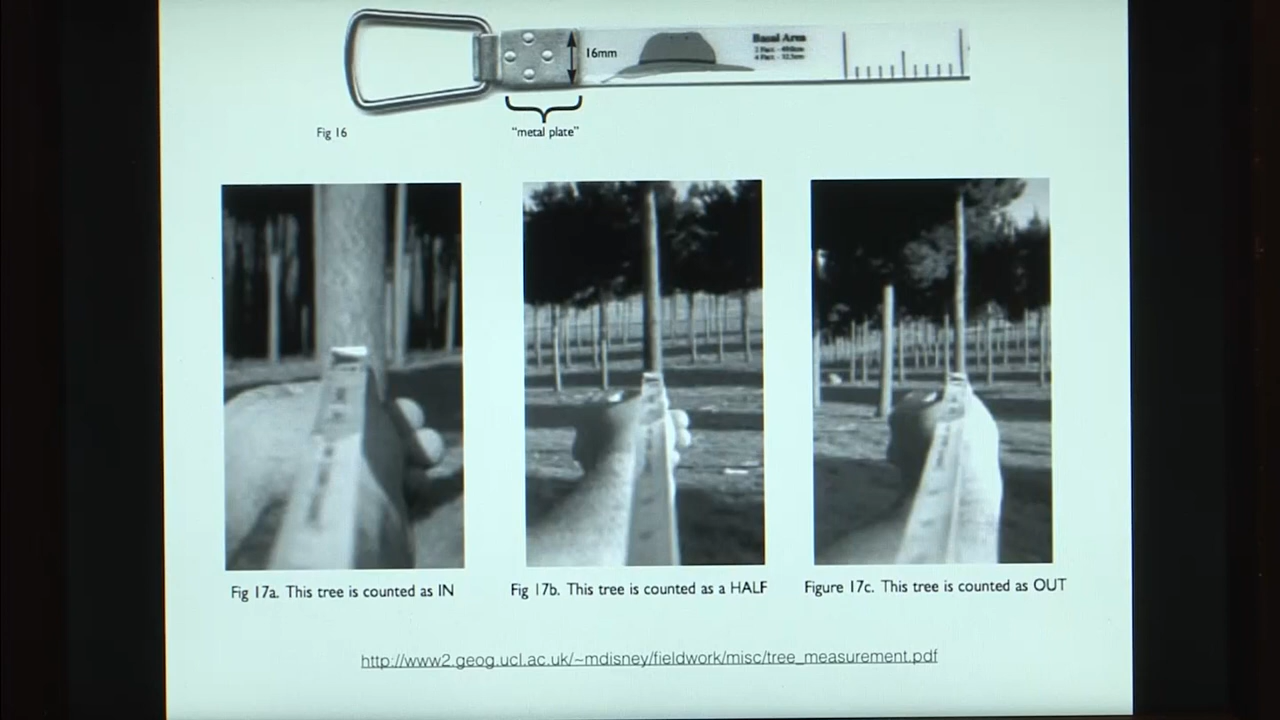 Basal Area
16mm
Fig 16
"metal plate"
Fig 17a. This tree is counted as IN
Fig 17b. This tree is counted as a HALF
Figure 17c. This tree is counted as OUT
http://www2.geog.ucl.ac.uk/~mdisney/fieldwork/misc/tree_measurement.pdf